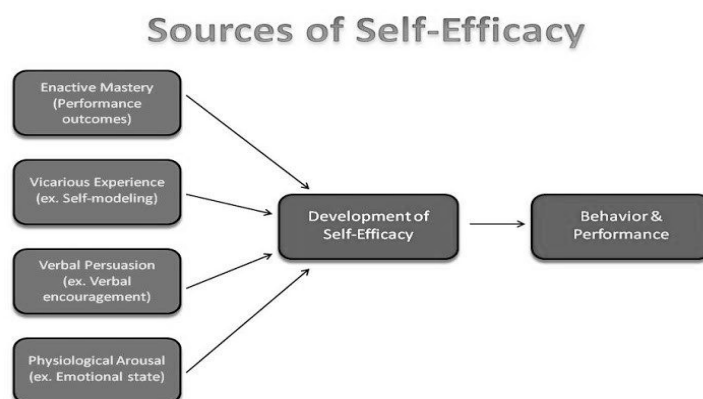 Sources of Self-Efficacy
Enactive Mastery
(Performance
outcomes)
Vicarious Experience
(ex. Self-modeling)
Verbal Persuasion
(ex. Verbal
encouragement)
Physiological Arousal
(ex. Emotional state)
Development of
Self-Efficacy
Behavior &
Performance